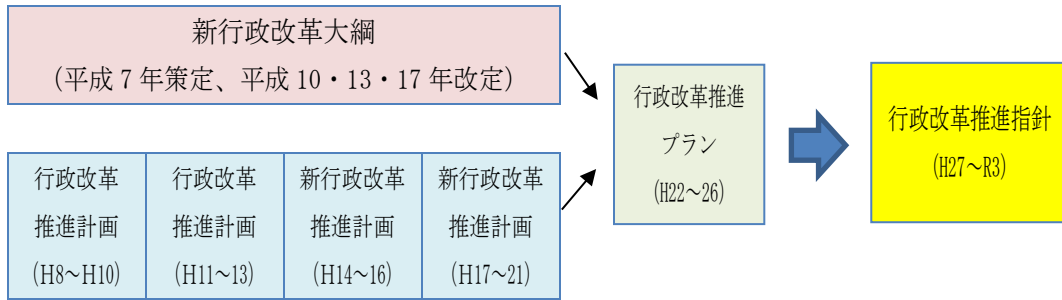 新行政改革大綱
（平成 7 年策定、平成 10・13・17 年改定）
行政改革
推進計画
（H8～H10）
行政改革
推進計画
（H11～13）
新行政改革
推進計画
（H14～16）
新行政改革
推進計画
（H17～21）
行政改革推進
プラン
（H22～26）
行政改革推進指針
（H27～R3）